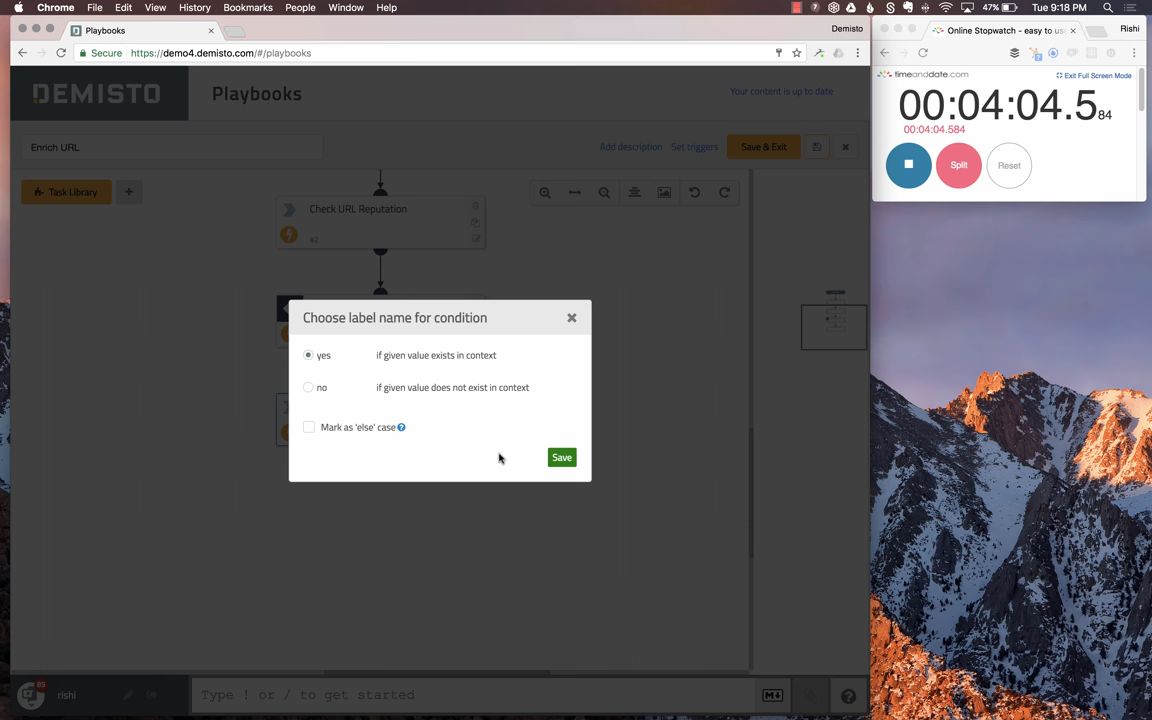 Chrome File Edit View History Bookmarks People Window Help
7 47% Tue 9:18 PM
Playbooks
Demisto
Secure https://demo4.demisto.com/#/playbooks
DEMISTO
Playbooks
Your content is up to date
Enrich URL
Add description Set triggers Save & Exit
Task Library
Check URL Reputation
#2
Choose label name for condition
yes if given value exists in context
no if given value does not exist in context
Mark as 'else' case
Save
85
rishi
Type ! or / to get started
Online Stopwatch - easy to us
Rishi
timeanddate.com
Exit Full Screen Mode
00:04:04.584
00:04:04.584
Split
Reset